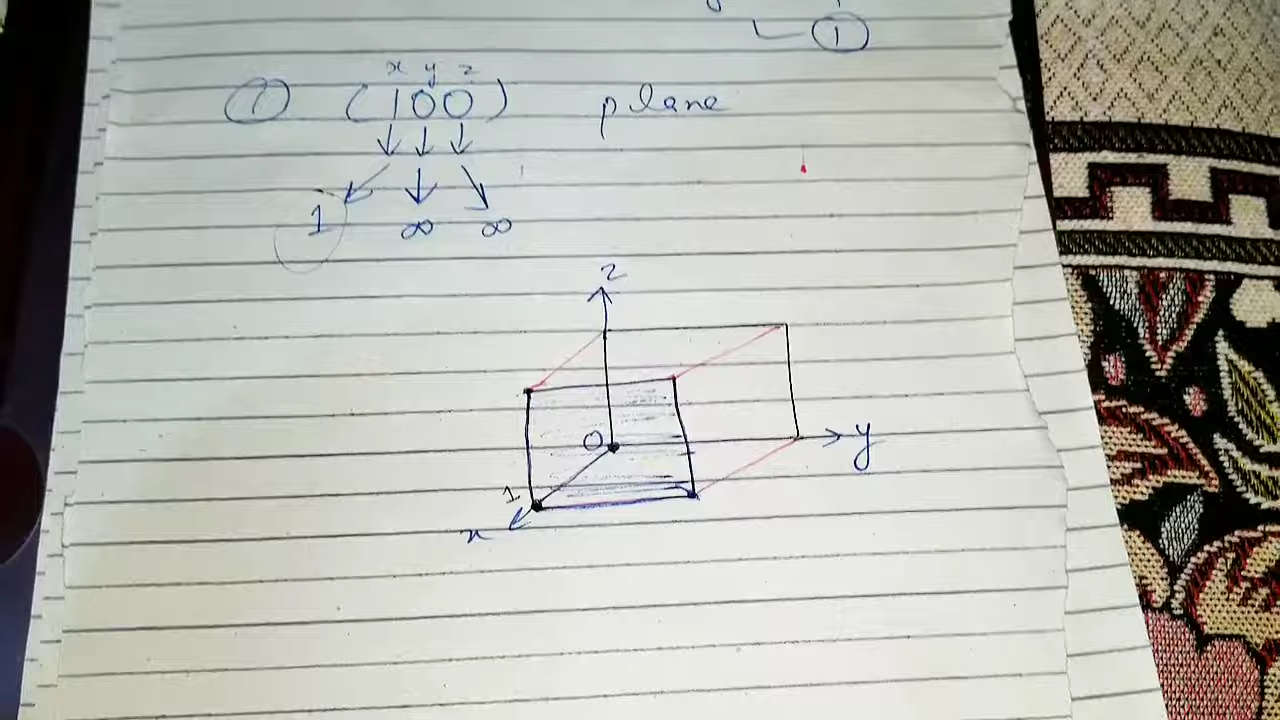 ①
① x y z
(100) plane
↓ ↓ ↓
↙ ↓ ↘
1 ∞ ∞
z
O
y
1
x